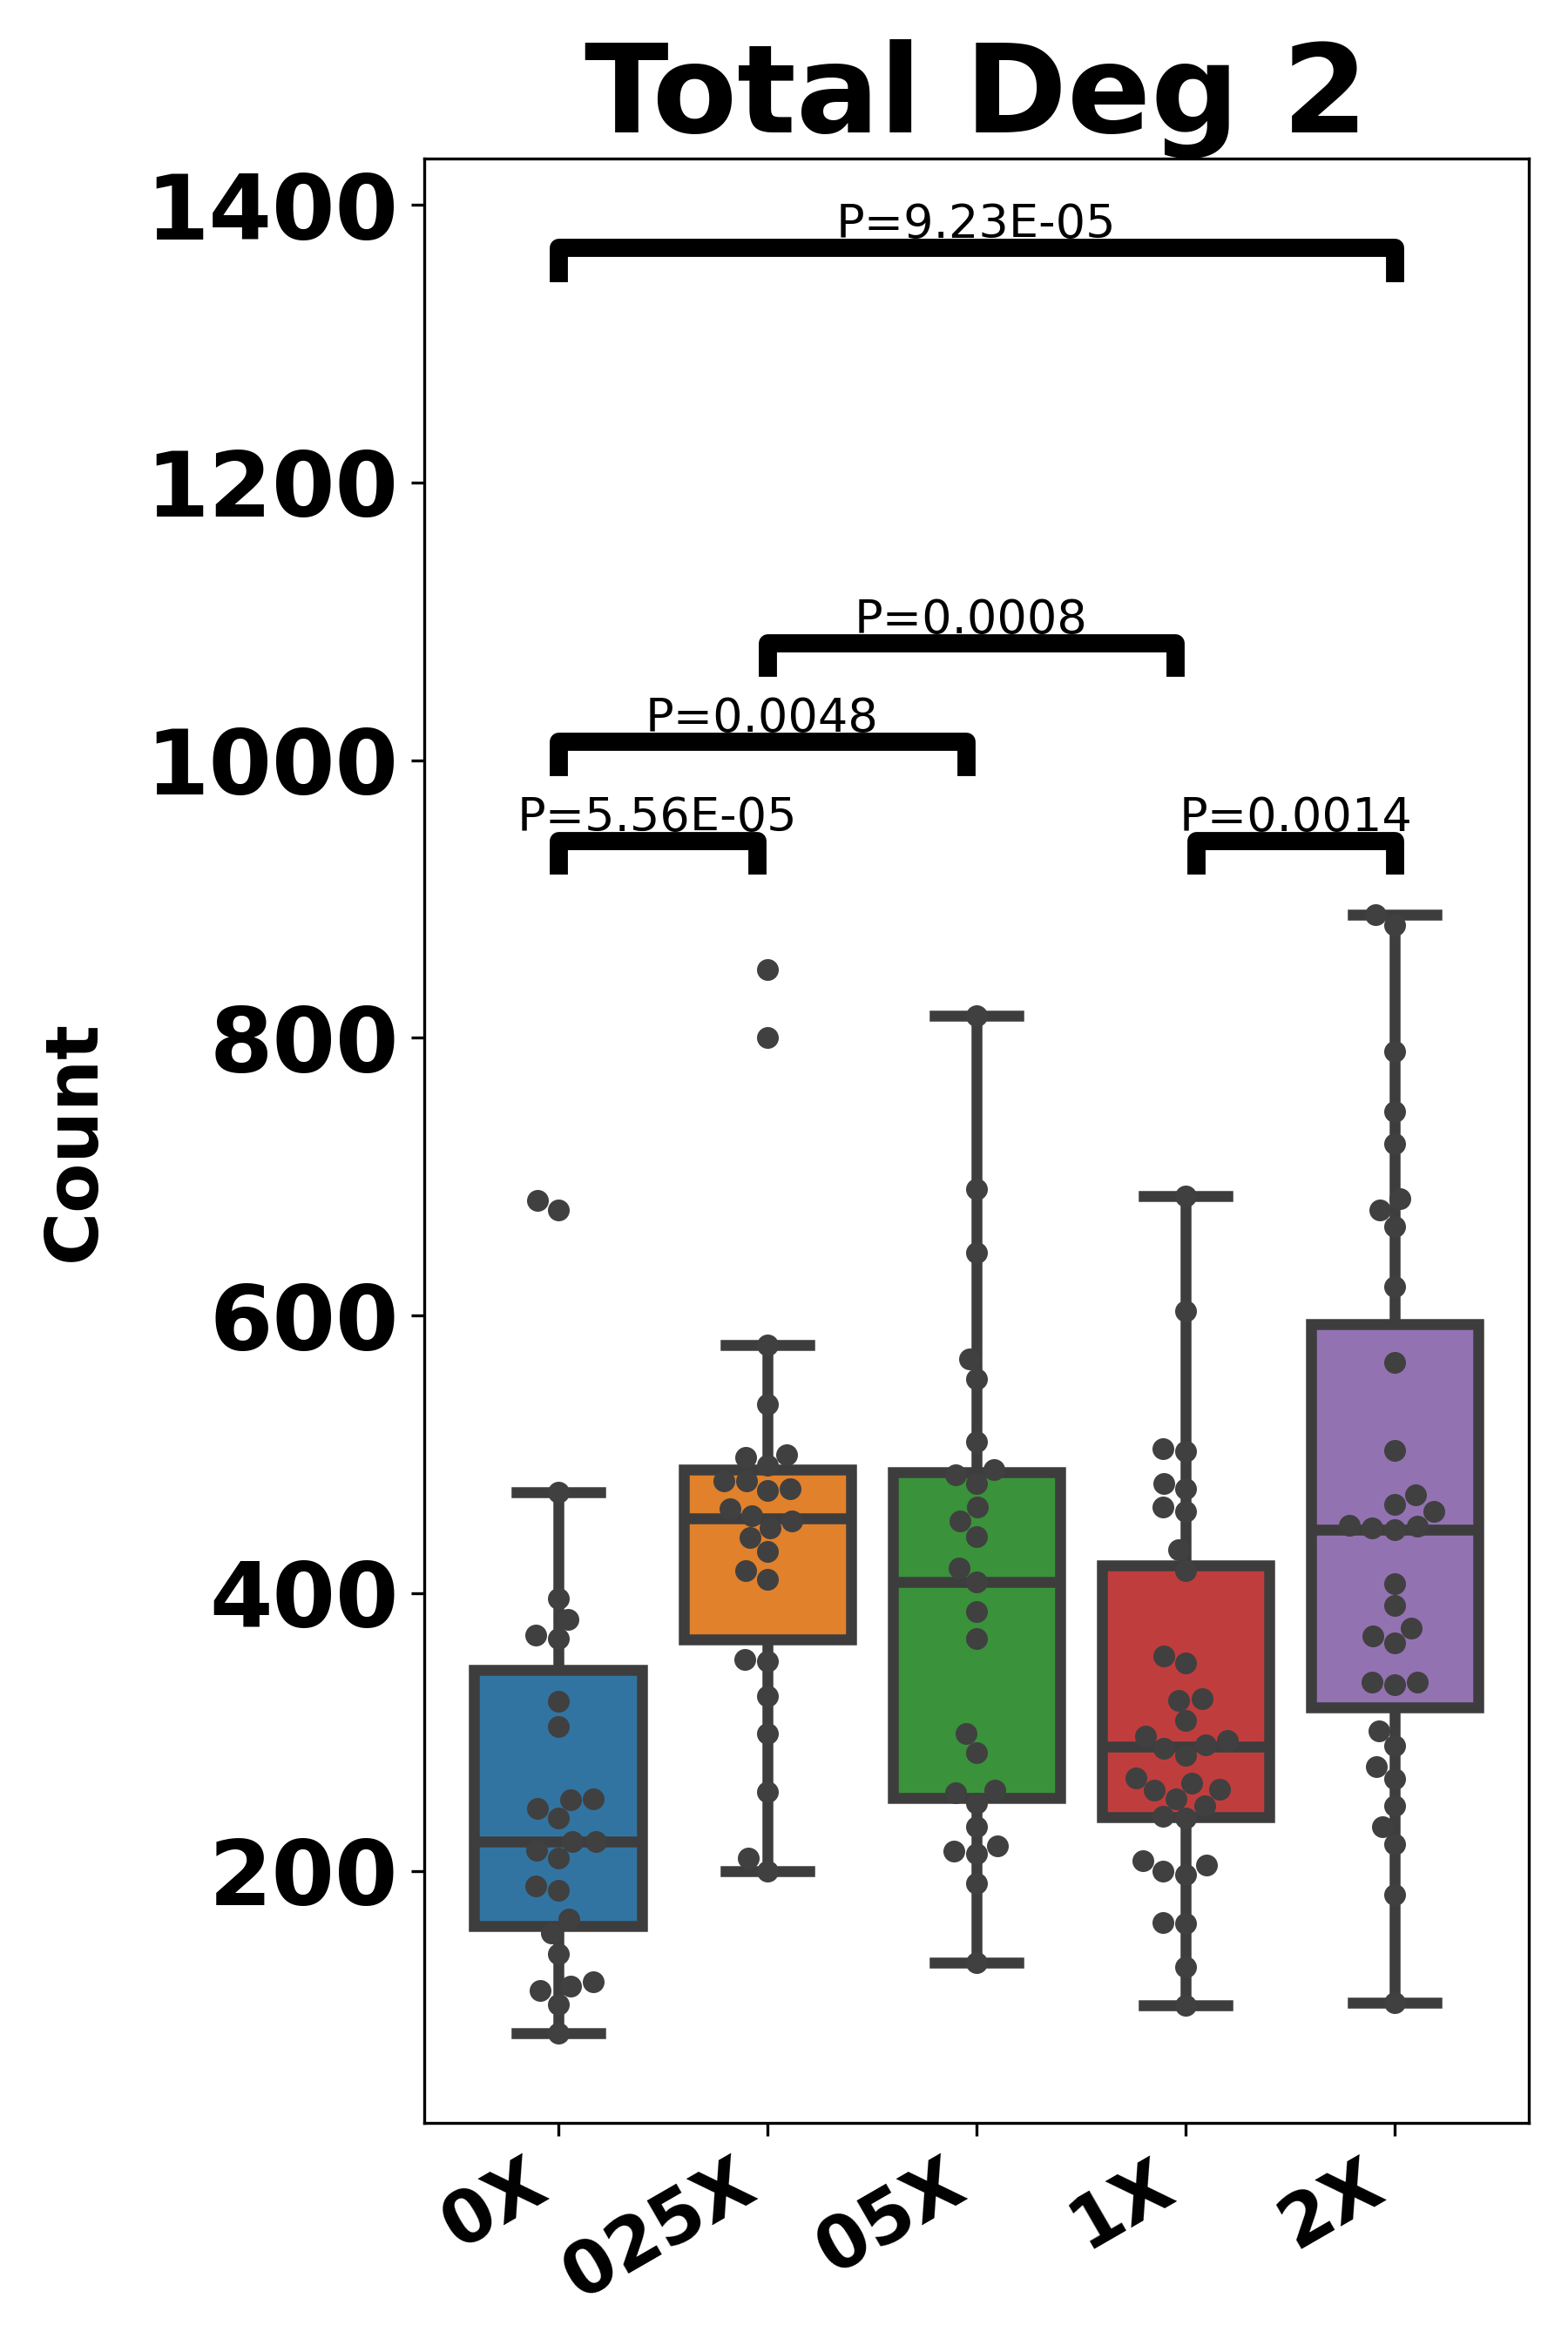 Total Deg 2
1400
P=9.23E-05
1200
P=0.0008
1000
P=0.0048
P=5.56E-05
P=0.0014
800
Count
600
400
200
0X
025X
05X
1X
2X